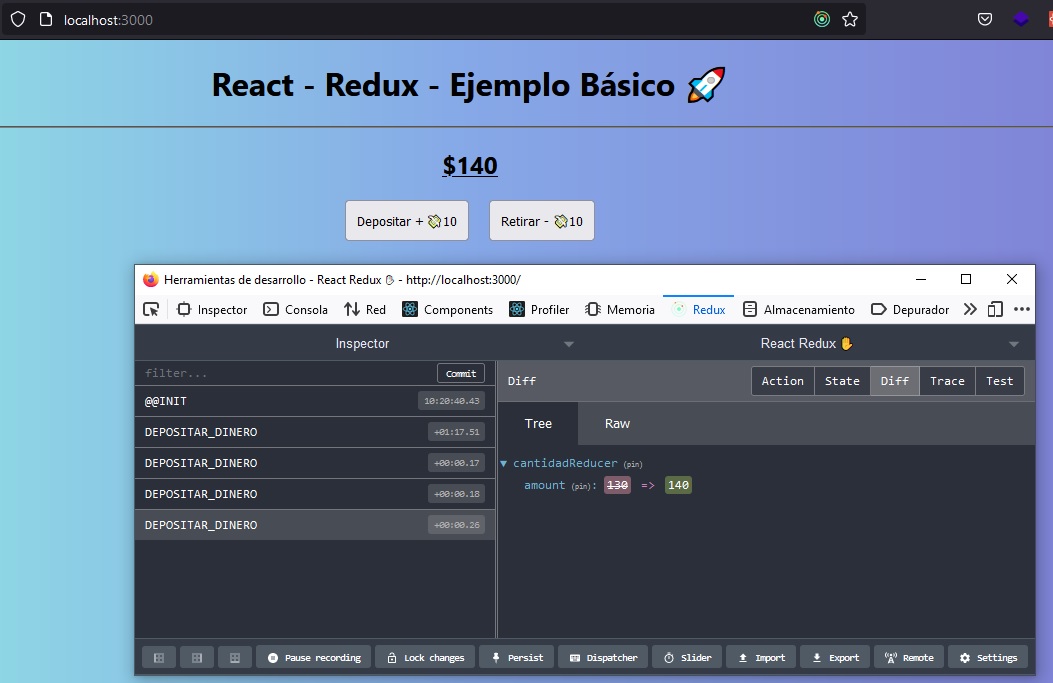 localhost:3000
React - Redux - Ejemplo Básico 🚀
$140
Depositar + 💸10 Retirar - 💸10
Herramientas de desarrollo - React Redux ✋ - http://localhost:3000/
Inspector Consola Red Components Profiler Memoria Redux Almacenamiento Depurador
Inspector React Redux ✋
filter... Commit Diff Action State Diff Trace Test
@@INIT 10:20:40.43
Tree Raw
DEPOSITAR_DINERO +01:17.51
DEPOSITAR_DINERO +00:00.17
cantidadReducer (pin)
amount (pin): 130 => 140
DEPOSITAR_DINERO +00:00.18
DEPOSITAR_DINERO +00:00.26
Pause recording Lock changes Persist Dispatcher Slider Import Export Remote Settings